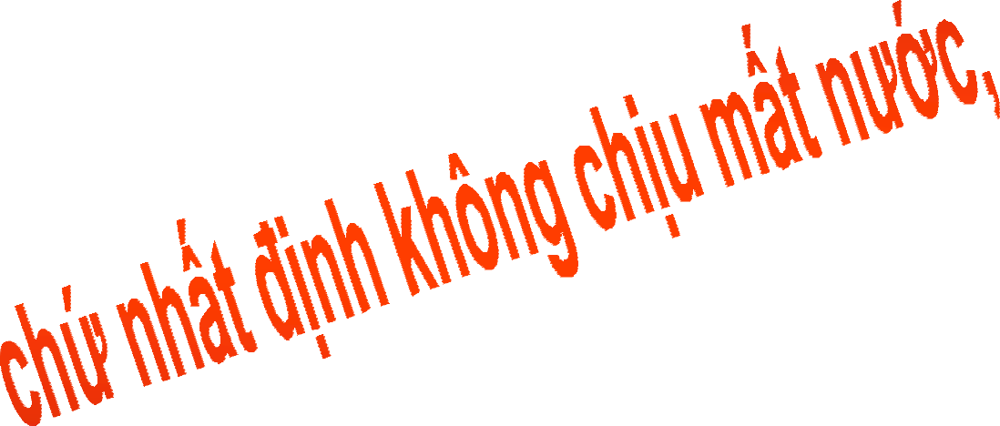 chứ nhất định không chịu mất nước,